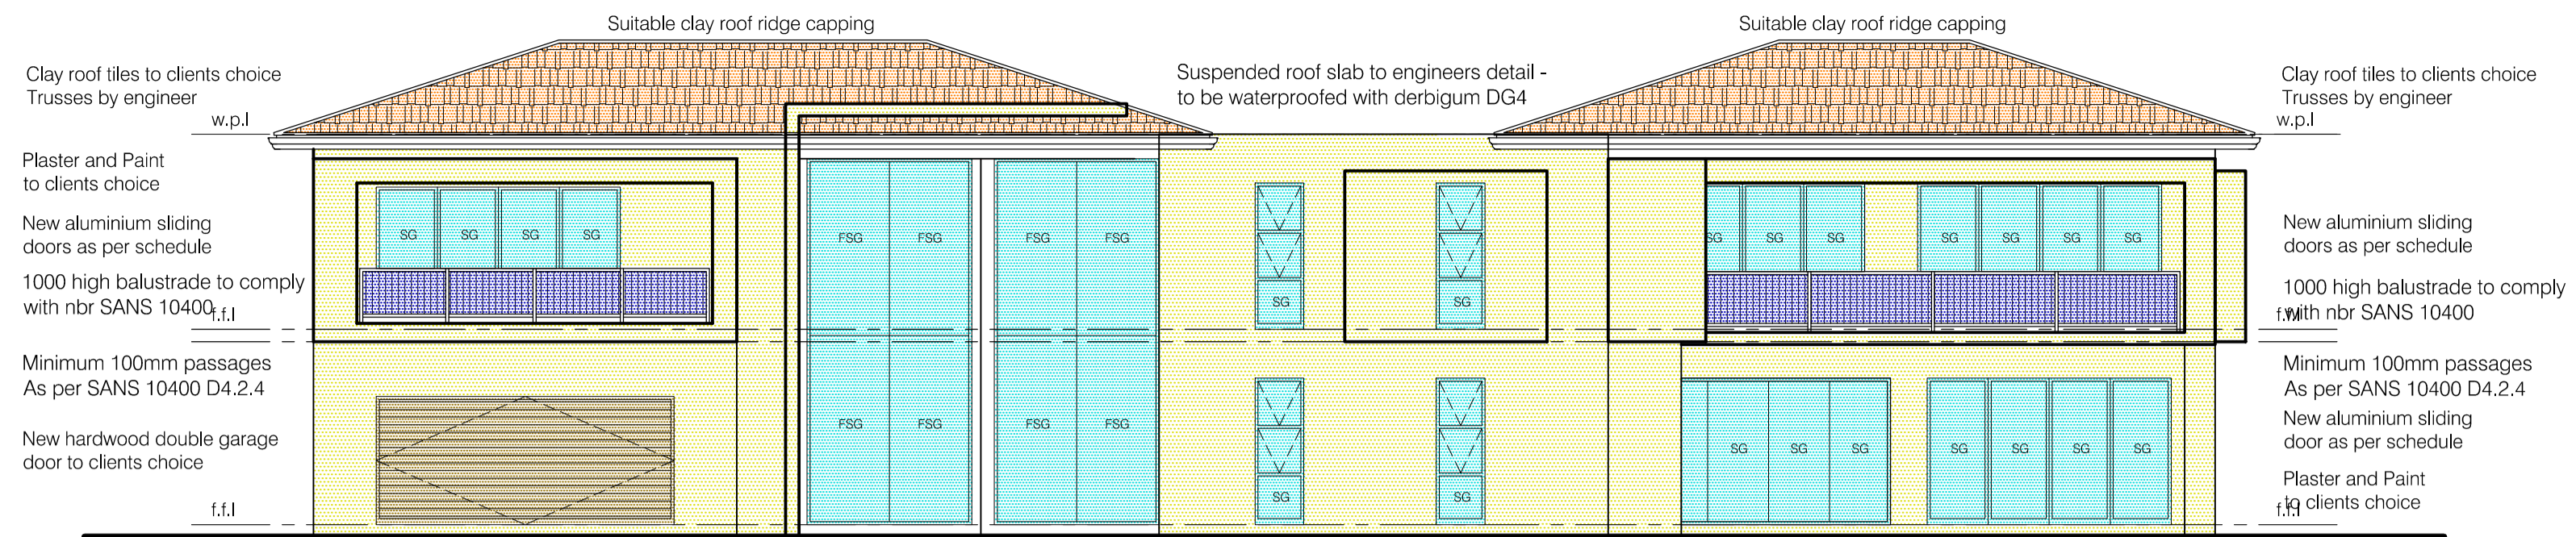 Suitable clay roof ridge capping
Suitable clay roof ridge capping
Clay roof tiles to clients choice
Trusses by engineer
w.p.l
Suspended roof slab to engineers detail -
to be waterproofed with derbigum DG4
Clay roof tiles to clients choice
Trusses by engineer
w.p.l
Plaster and Paint
to clients choice
New aluminium sliding
doors as per schedule
1000 high balustrade to comply
with nbr SANS 10400
f.f.l
Minimum 100mm passages
As per SANS 10400 D4.2.4
New hardwood double garage
door to clients choice
f.f.l
SG SG SG SG
FSG FSG FSG FSG
SG SG
SG SG SG SG SG SG SG
FSG FSG FSG FSG
SG SG
SG SG SG SG SG SG SG
New aluminium sliding
doors as per schedule
1000 high balustrade to comply
with nbr SANS 10400
f.f.l
Minimum 100mm passages
As per SANS 10400 D4.2.4
New aluminium sliding
door as per schedule
Plaster and Paint
to clients choice
f.f.l